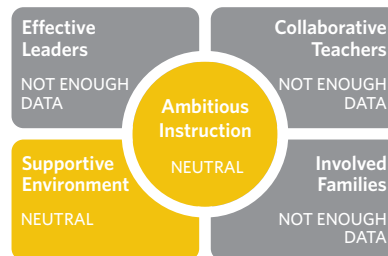 Effective
Leaders
NOT ENOUGH
DATA
Collaborative
Teachers
NOT ENOUGH
DATA
Ambitious
Instruction
NEUTRAL
Supportive
Environment
NEUTRAL
Involved
Families
NOT ENOUGH
DATA